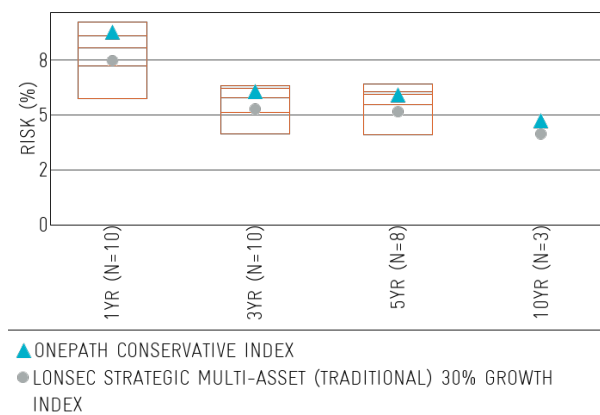 8
5
2
0
RISK (%)
1YR (N=10)
3YR (N=10)
5YR (N=8)
10YR (N=3)
ONEPATH CONSERVATIVE INDEX
LONSEC STRATEGIC MULTI-ASSET (TRADITIONAL) 30% GROWTH
INDEX